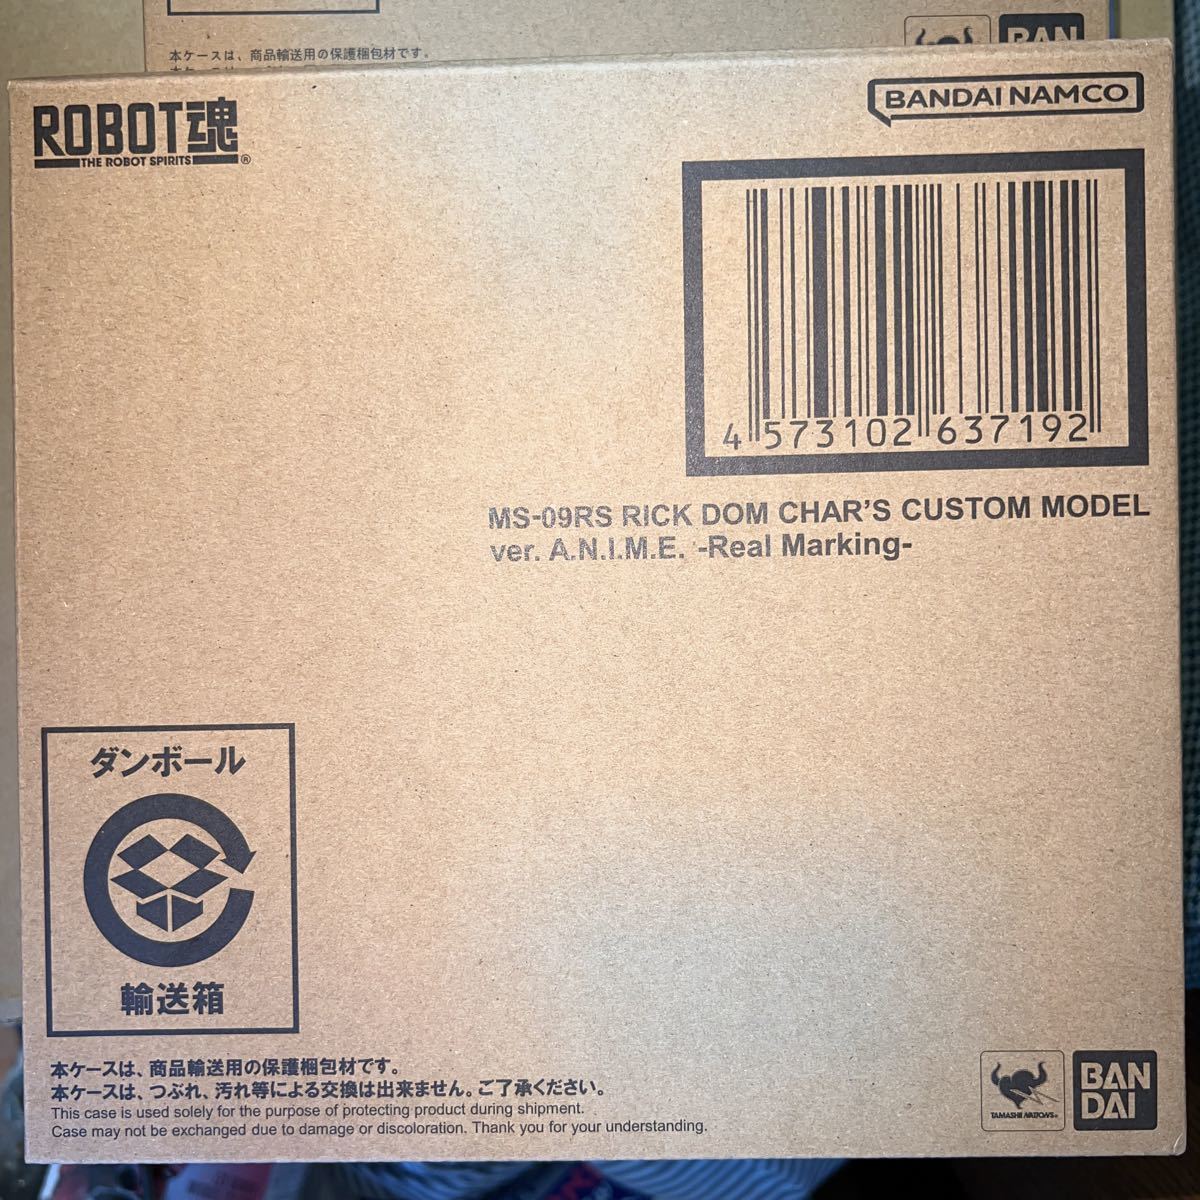 本ケースは、商品輸送用の保護梱包材です。
BAN
ROBOT魂
THE ROBOT SPIRITS®
BANDAI NAMCO
4 573102 637192
MS-09RS RICK DOM CHAR'S CUSTOM MODEL
ver. A.N.I.M.E. -Real Marking-
ダンボール
輸送箱
本ケースは、商品輸送用の保護梱包材です。
本ケースは、つぶれ、汚れ等による交換は出来ません。ご了承ください。
This case is used solely for the purpose of protecting product during shipment.
Case may not be exchanged due to damage or discoloration. Thank you for your understanding.
TAMASHII NATIONS®
BAN
DAI